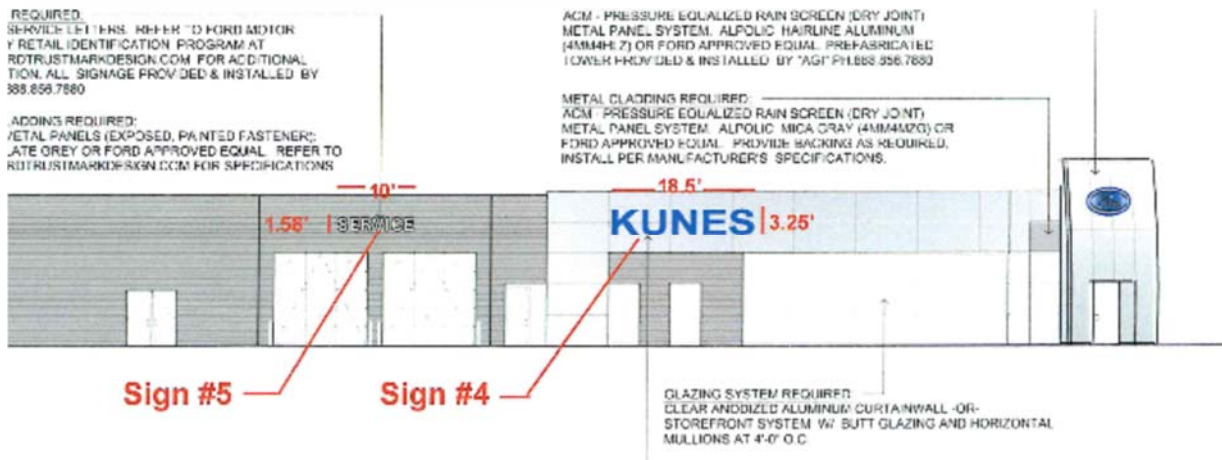 REQUIRED:
SERVICE LETTERS. REFER TO FORD MOTOR
Y RETAIL IDENTIFICATION PROGRAM AT
RDTRUSTMARKDESIGN.COM FOR ADDITIONAL
TION. ALL SIGNAGE PROVIDED & INSTALLED BY
888.856.7880
ADDING REQUIRED:
METAL PANELS (EXPOSED, PAINTED FASTENER);
LATE GREY OR FORD APPROVED EQUAL. REFER TO
RDTRUSTMARKDESIGN.COM FOR SPECIFICATIONS
ACM - PRESSURE EQUALIZED RAIN SCREEN (DRY JOINT)
METAL PANEL SYSTEM. ALPOLIC HAIRLINE ALUMINUM
(4MM4HLZ) OR FORD APPROVED EQUAL. PREFABRICATED
TOWER PROVIDED & INSTALLED BY "AGI" PH.888.856.7880
METAL CLADDING REQUIRED:
ACM - PRESSURE EQUALIZED RAIN SCREEN (DRY JOINT)
METAL PANEL SYSTEM. ALPOLIC MICA GRAY (4MM4MZG) OR
FORD APPROVED EQUAL. PROVIDE BACKING AS REQUIRED.
INSTALL PER MANUFACTURER'S SPECIFICATIONS.
10'
1.58'
SERVICE
18.5'
KUNES
3.25'
Ford
Sign #5
Sign #4
GLAZING SYSTEM REQUIRED
CLEAR ANODIZED ALUMINUM CURTAINWALL -OR-
STOREFRONT SYSTEM W/ BUTT GLAZING AND HORIZONTAL
MULLIONS AT 4'-0" O.C.